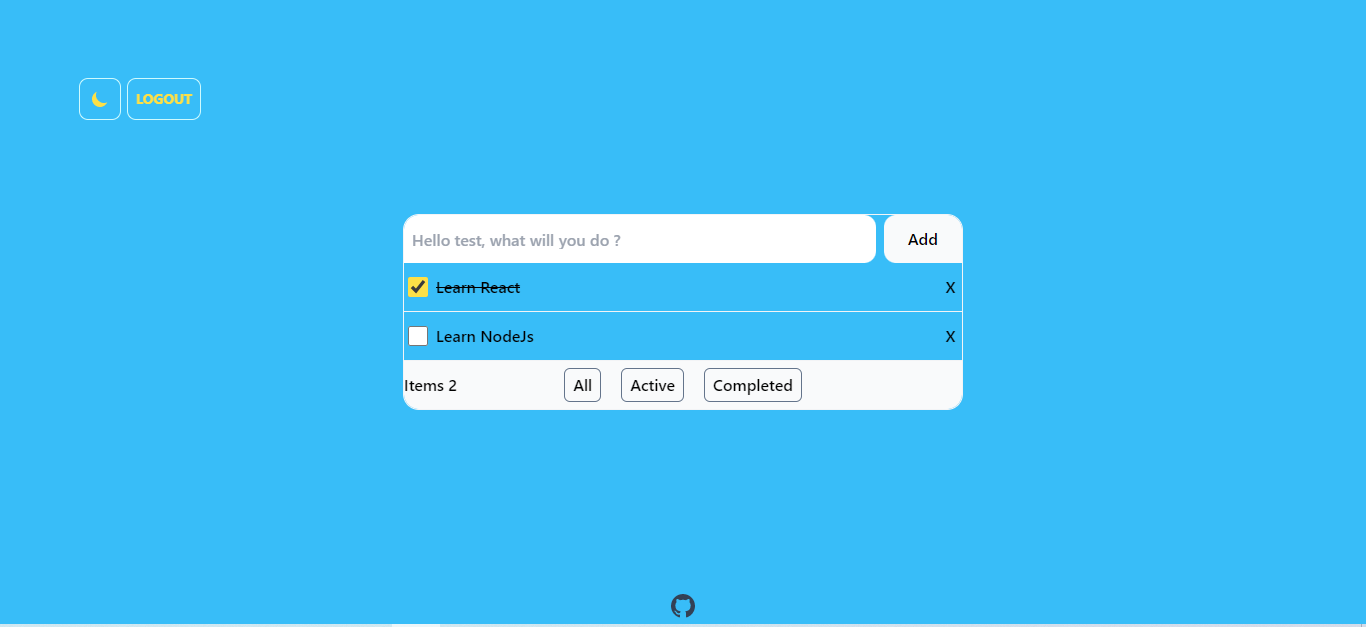 LOGOUT
Hello test, what will you do ? Add
Learn React X
Learn NodeJs X
Items 2 All Active Completed